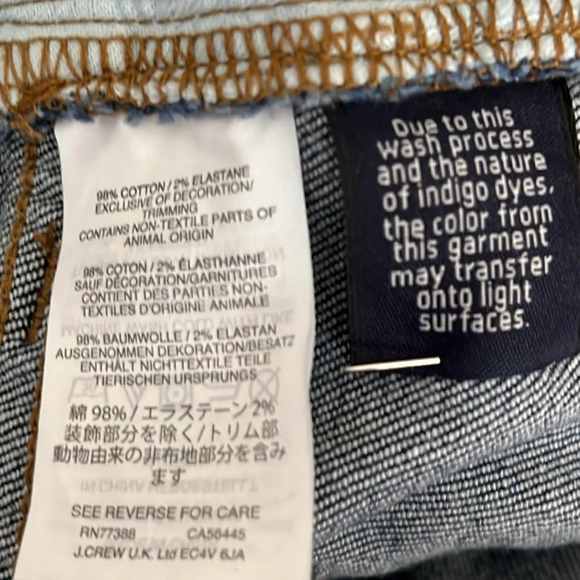 98% COTTON / 2% ELASTANE
EXCLUSIVE OF DECORATION/
TRIMMING
CONTAINS NON-TEXTILE PARTS OF
ANIMAL ORIGIN
98% COTON / 2% ÉLASTHANNE
SAUF DÉCORATION/GARNITURES
CONTIENT DES PARTIES NON-
TEXTILES D'ORIGINE ANIMALE
98% BAUMWOLLE / 2% ELASTAN
AUSGENOMMEN DEKORATION/BESATZ
ENTHÄLT NICHTTEXTILE TEILE
TIERISCHEN URSPRUNGS
綿 98% / エラステーン 2%
装飾部分を除く/トリム部
動物由来の非布地部分を含み
ます
SEE REVERSE FOR CARE
RN77388 CA56445
J.CREW U.K. Ltd EC4V 6JA
Due to this
wash process
and the nature
of indigo dyes,
the color from
this garment
may transfer
onto light
surfaces.